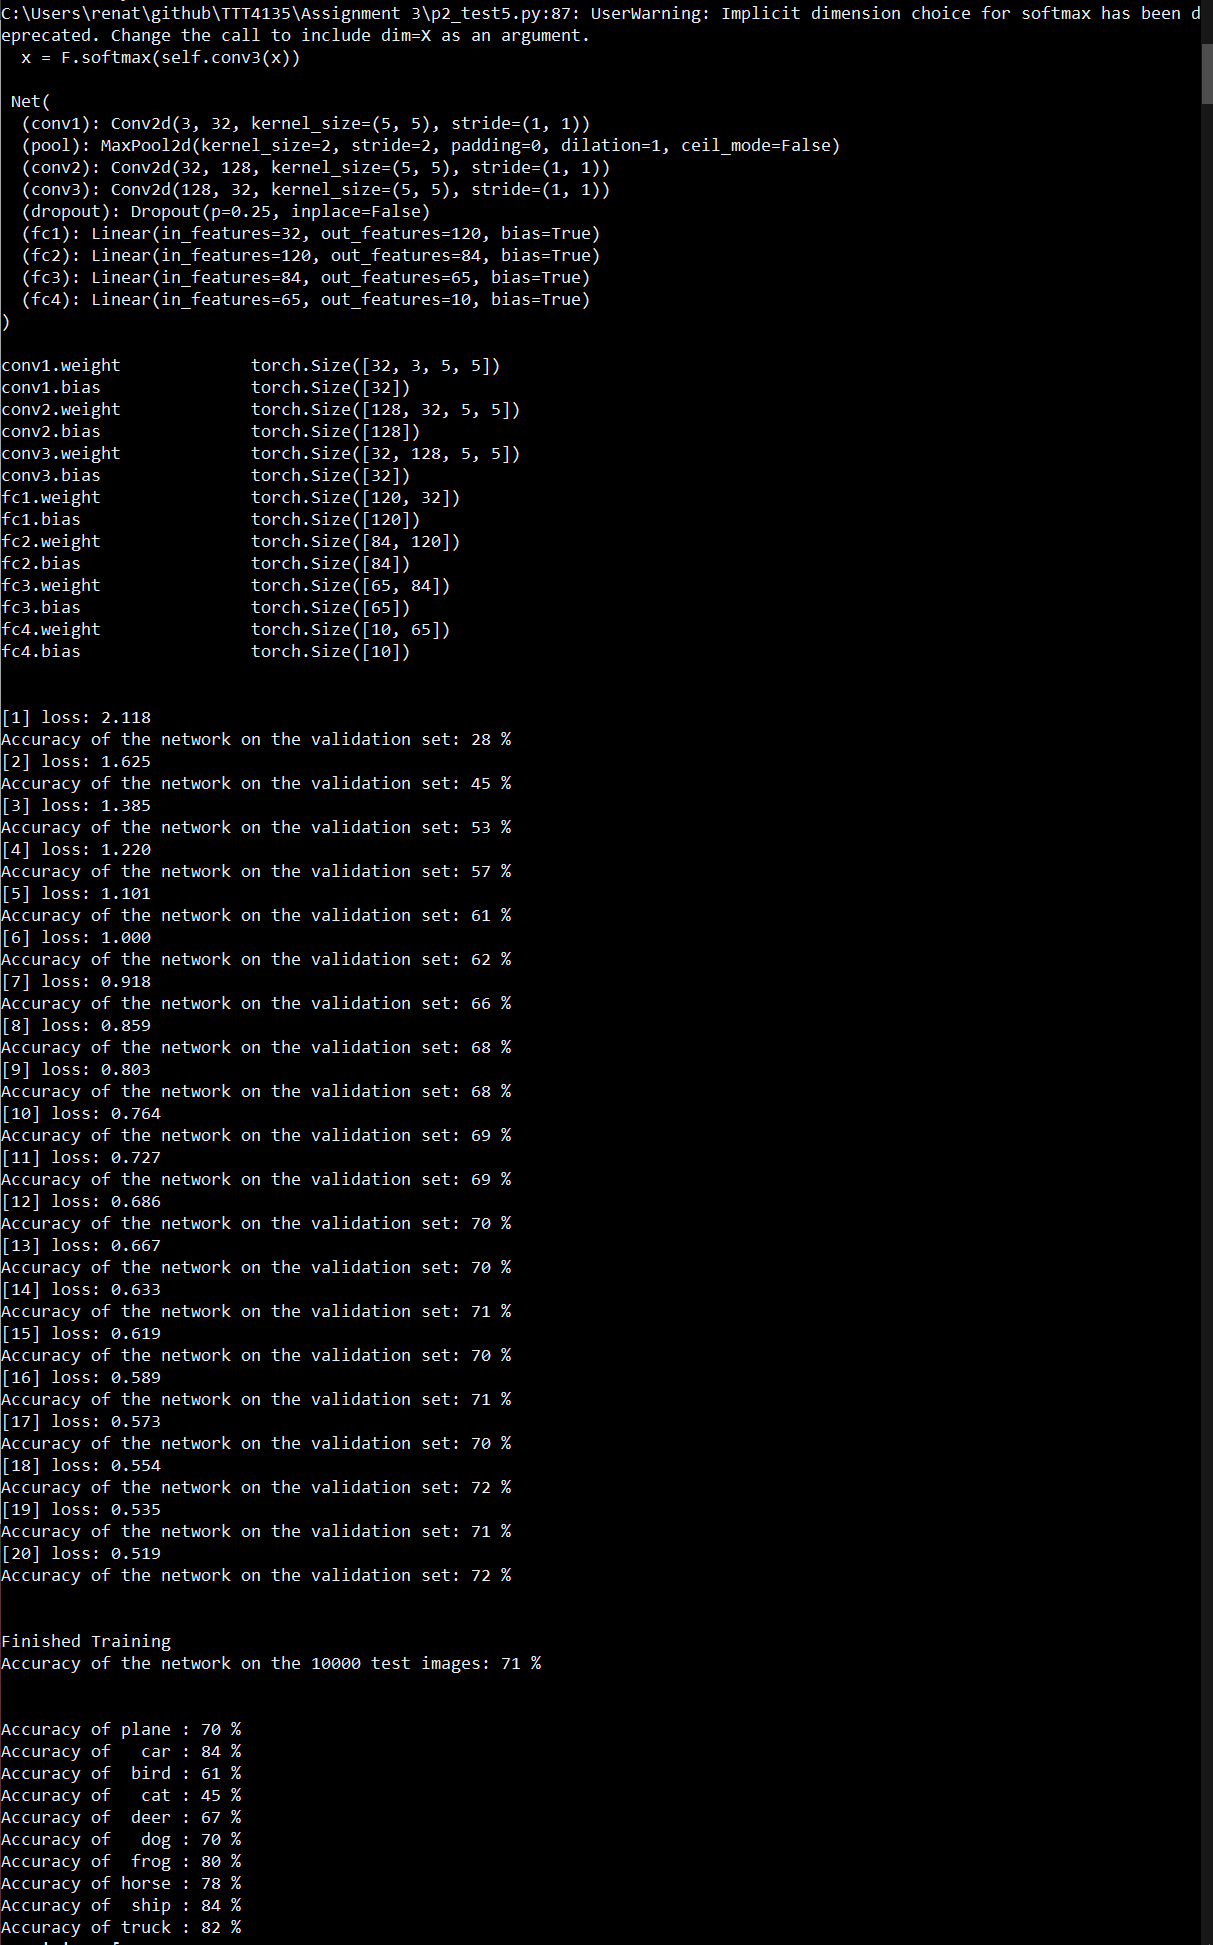 C:\Users\renat\github\TTT4135\Assignment 3\p2_test5.py:87: UserWarning: Implicit dimension choice for softmax has been d
eprecated. Change the call to include dim=X as an argument.
  x = F.softmax(self.conv3(x))

 Net(
  (conv1): Conv2d(3, 32, kernel_size=(5, 5), stride=(1, 1))
  (pool): MaxPool2d(kernel_size=2, stride=2, padding=0, dilation=1, ceil_mode=False)
  (conv2): Conv2d(32, 128, kernel_size=(5, 5), stride=(1, 1))
  (conv3): Conv2d(128, 32, kernel_size=(5, 5), stride=(1, 1))
  (dropout): Dropout(p=0.25, inplace=False)
  (fc1): Linear(in_features=32, out_features=120, bias=True)
  (fc2): Linear(in_features=120, out_features=84, bias=True)
  (fc3): Linear(in_features=84, out_features=65, bias=True)
  (fc4): Linear(in_features=65, out_features=10, bias=True)
)

conv1.weight             torch.Size([32, 3, 5, 5])
conv1.bias               torch.Size([32])
conv2.weight             torch.Size([128, 32, 5, 5])
conv2.bias               torch.Size([128])
conv3.weight             torch.Size([32, 128, 5, 5])
conv3.bias               torch.Size([32])
fc1.weight               torch.Size([120, 32])
fc1.bias                 torch.Size([120])
fc2.weight               torch.Size([84, 120])
fc2.bias                 torch.Size([84])
fc3.weight               torch.Size([65, 84])
fc3.bias                 torch.Size([65])
fc4.weight               torch.Size([10, 65])
fc4.bias                 torch.Size([10])

[1] loss: 2.118
Accuracy of the network on the validation set: 28 %
[2] loss: 1.625
Accuracy of the network on the validation set: 45 %
[3] loss: 1.385
Accuracy of the network on the validation set: 53 %
[4] loss: 1.220
Accuracy of the network on the validation set: 57 %
[5] loss: 1.101
Accuracy of the network on the validation set: 61 %
[6] loss: 1.000
Accuracy of the network on the validation set: 62 %
[7] loss: 0.918
Accuracy of the network on the validation set: 66 %
[8] loss: 0.859
Accuracy of the network on the validation set: 68 %
[9] loss: 0.803
Accuracy of the network on the validation set: 68 %
[10] loss: 0.764
Accuracy of the network on the validation set: 69 %
[11] loss: 0.727
Accuracy of the network on the validation set: 69 %
[12] loss: 0.686
Accuracy of the network on the validation set: 70 %
[13] loss: 0.667
Accuracy of the network on the validation set: 70 %
[14] loss: 0.633
Accuracy of the network on the validation set: 71 %
[15] loss: 0.619
Accuracy of the network on the validation set: 70 %
[16] loss: 0.589
Accuracy of the network on the validation set: 71 %
[17] loss: 0.573
Accuracy of the network on the validation set: 70 %
[18] loss: 0.554
Accuracy of the network on the validation set: 72 %
[19] loss: 0.535
Accuracy of the network on the validation set: 71 %
[20] loss: 0.519
Accuracy of the network on the validation set: 72 %

Finished Training
Accuracy of the network on the 10000 test images: 71 %

Accuracy of plane : 70 %
Accuracy of   car : 84 %
Accuracy of  bird : 61 %
Accuracy of   cat : 45 %
Accuracy of  deer : 67 %
Accuracy of   dog : 70 %
Accuracy of  frog : 80 %
Accuracy of horse : 78 %
Accuracy of  ship : 84 %
Accuracy of truck : 82 %